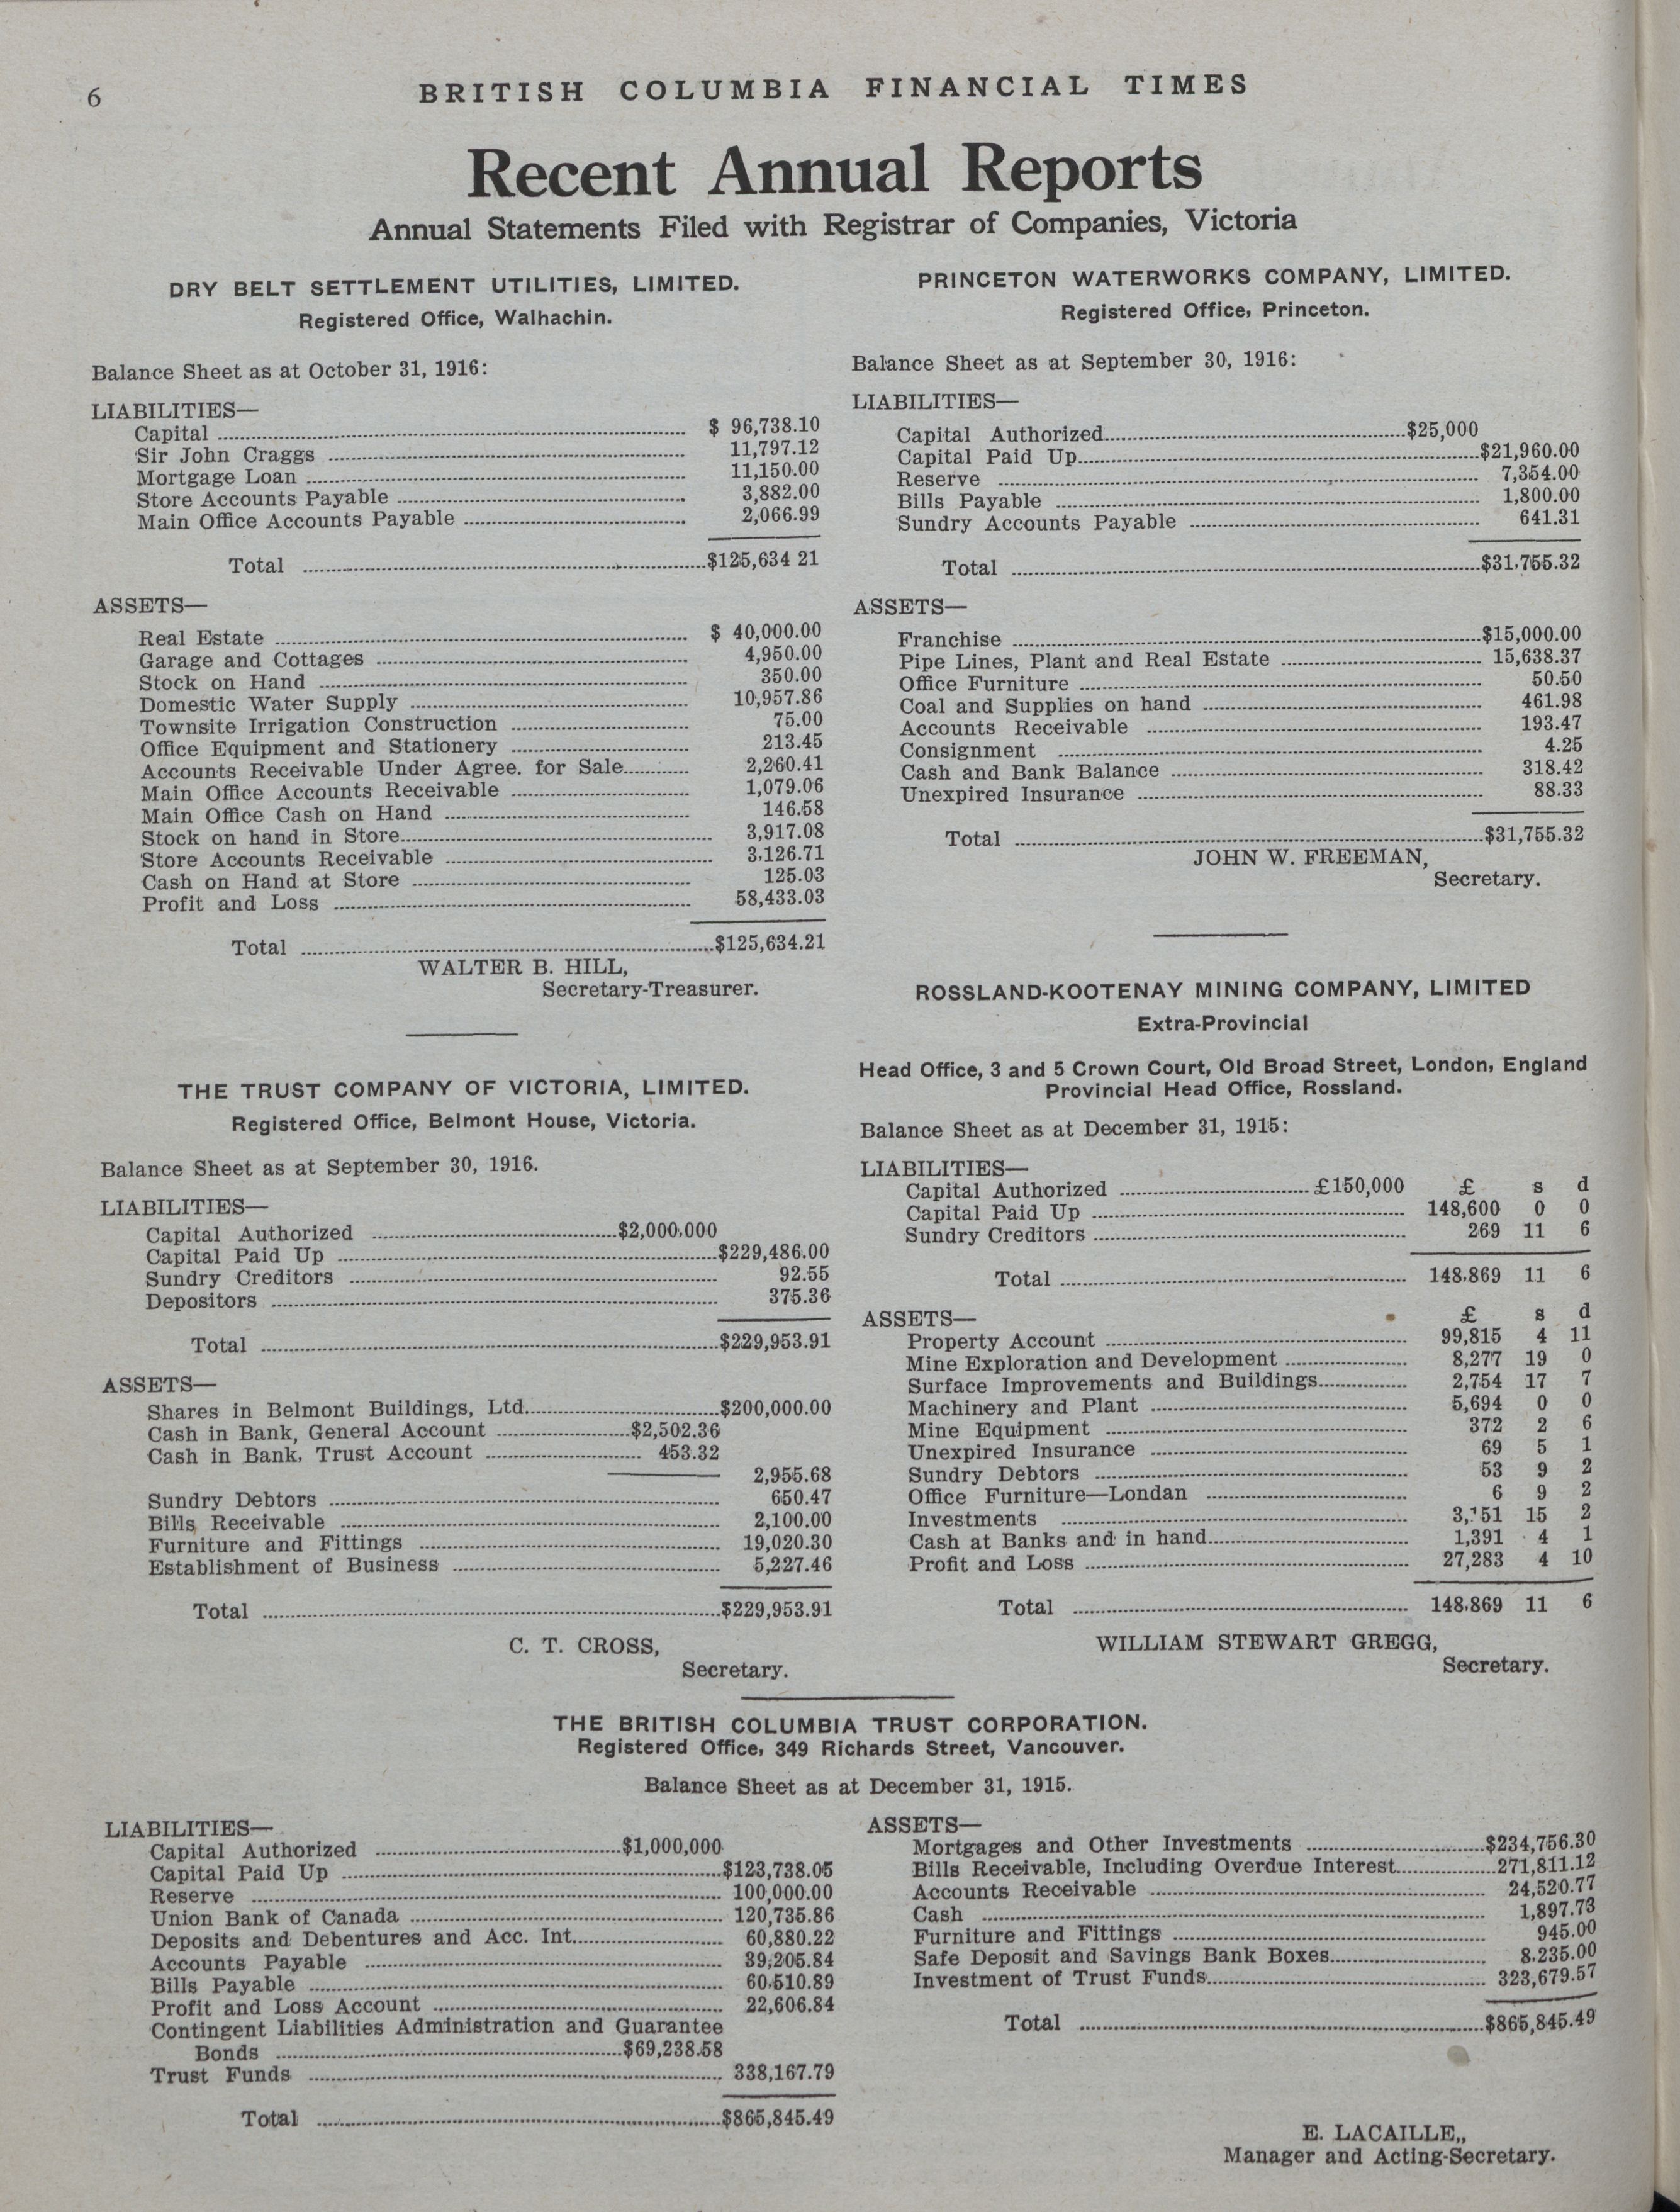 6
BRITISH COLUMBIA FINANCIAL TIMES
Recent Annual Reports
Annual Statements Filed with Registrar of Companies, Victoria
DRY BELT SETTLEMENT UTILITIES, LIMITED.
Registered Office, Walhachin.
Balance Sheet as at October 31, 1916:
LIABILITIES—
Capital $ 96,738.10
Sir John Craggs 11,797.12
Mortgage Loan 11,150.00
Store Accounts Payable 3,882.00
Main Office Accounts Payable 2,066.99
Total $125,634 21
ASSETS—
Real Estate $ 40,000.00
Garage and Cottages 4,950.00
Stock on Hand 350.00
Domestic Water Supply 10,957.86
Townsite Irrigation Construction 75.00
Office Equipment and Stationery 213.45
Accounts Receivable Under Agree. for Sale 2,260.41
Main Office Accounts Receivable 1,079.06
Main Office Cash on Hand 146.58
Stock on hand in Store 3,917.08
Store Accounts Receivable 3,126.71
Cash on Hand at Store 125.03
Profit and Loss 58,433.03
Total $125,634.21
WALTER B. HILL,
Secretary-Treasurer.
THE TRUST COMPANY OF VICTORIA, LIMITED.
Registered Office, Belmont House, Victoria.
Balance Sheet as at September 30, 1916.
LIABILITIES—
Capital Authorized $2,000,000
Capital Paid Up $229,486.00
Sundry Creditors 92.55
Depositors 375.36
Total $229,953.91
ASSETS—
Shares in Belmont Buildings, Ltd. $200,000.00
Cash in Bank, General Account $2,502.36
Cash in Bank, Trust Account 453.32
2,955.68
Sundry Debtors 650.47
Bills Receivable 2,100.00
Furniture and Fittings 19,020.30
Establishment of Business 5,227.46
Total $229,953.91
C. T. CROSS,
Secretary.
PRINCETON WATERWORKS COMPANY, LIMITED.
Registered Office, Princeton.
Balance Sheet as at September 30, 1916:
LIABILITIES—
Capital Authorized $25,000
Capital Paid Up $21,960.00
Reserve 7,354.00
Bills Payable 1,800.00
Sundry Accounts Payable 641.31
Total $31,755.32
ASSETS—
Franchise $15,000.00
Pipe Lines, Plant and Real Estate 15,638.37
Office Furniture 50.50
Coal and Supplies on hand 461.98
Accounts Receivable 193.47
Consignment 4.25
Cash and Bank Balance 318.42
Unexpired Insurance 88.33
Total $31,755.32
JOHN W. FREEMAN,
Secretary.
ROSSLAND-KOOTENAY MINING COMPANY, LIMITED
Extra-Provincial
Head Office, 3 and 5 Crown Court, Old Broad Street, London, England
Provincial Head Office, Rossland.
Balance Sheet as at December 31, 1915:
LIABILITIES—
Capital Authorized £150,000 £ s d
Capital Paid Up 148,600 0 0
Sundry Creditors 269 11 6
Total 148,869 11 6
ASSETS— £ s d
Property Account 99,815 4 11
Mine Exploration and Development 8,277 19 0
Surface Improvements and Buildings 2,754 17 7
Machinery and Plant 5,694 0 0
Mine Equipment 372 2 6
Unexpired Insurance 69 5 1
Sundry Debtors 53 9 2
Office Furniture—Londan 6 9 2
Investments 3,151 15 2
Cash at Banks and in hand 1,391 4 1
Profit and Loss 27,283 4 10
Total 148,869 11 6
WILLIAM STEWART GREGG,
Secretary.
THE BRITISH COLUMBIA TRUST CORPORATION.
Registered Office, 349 Richards Street, Vancouver.
Balance Sheet as at December 31, 1915.
LIABILITIES—
Capital Authorized $1,000,000
Capital Paid Up $123,738.05
Reserve 100,000.00
Union Bank of Canada 120,735.86
Deposits and Debentures and Acc. Int. 60,880.22
Accounts Payable 39,205.84
Bills Payable 60,510.89
Profit and Loss Account 22,606.84
Contingent Liabilities Administration and Guarantee
Bonds $69,238.58
Trust Funds 338,167.79
Total $865,845.49
ASSETS—
Mortgages and Other Investments $234,756.30
Bills Receivable, Including Overdue Interest 271,811.12
Accounts Receivable 24,520.77
Cash 1,897.73
Furniture and Fittings 945.00
Safe Deposit and Savings Bank Boxes 8,235.00
Investment of Trust Funds 323,679.57
Total $865,845.49
E. LACAILLE,,
Manager and Acting-Secretary.